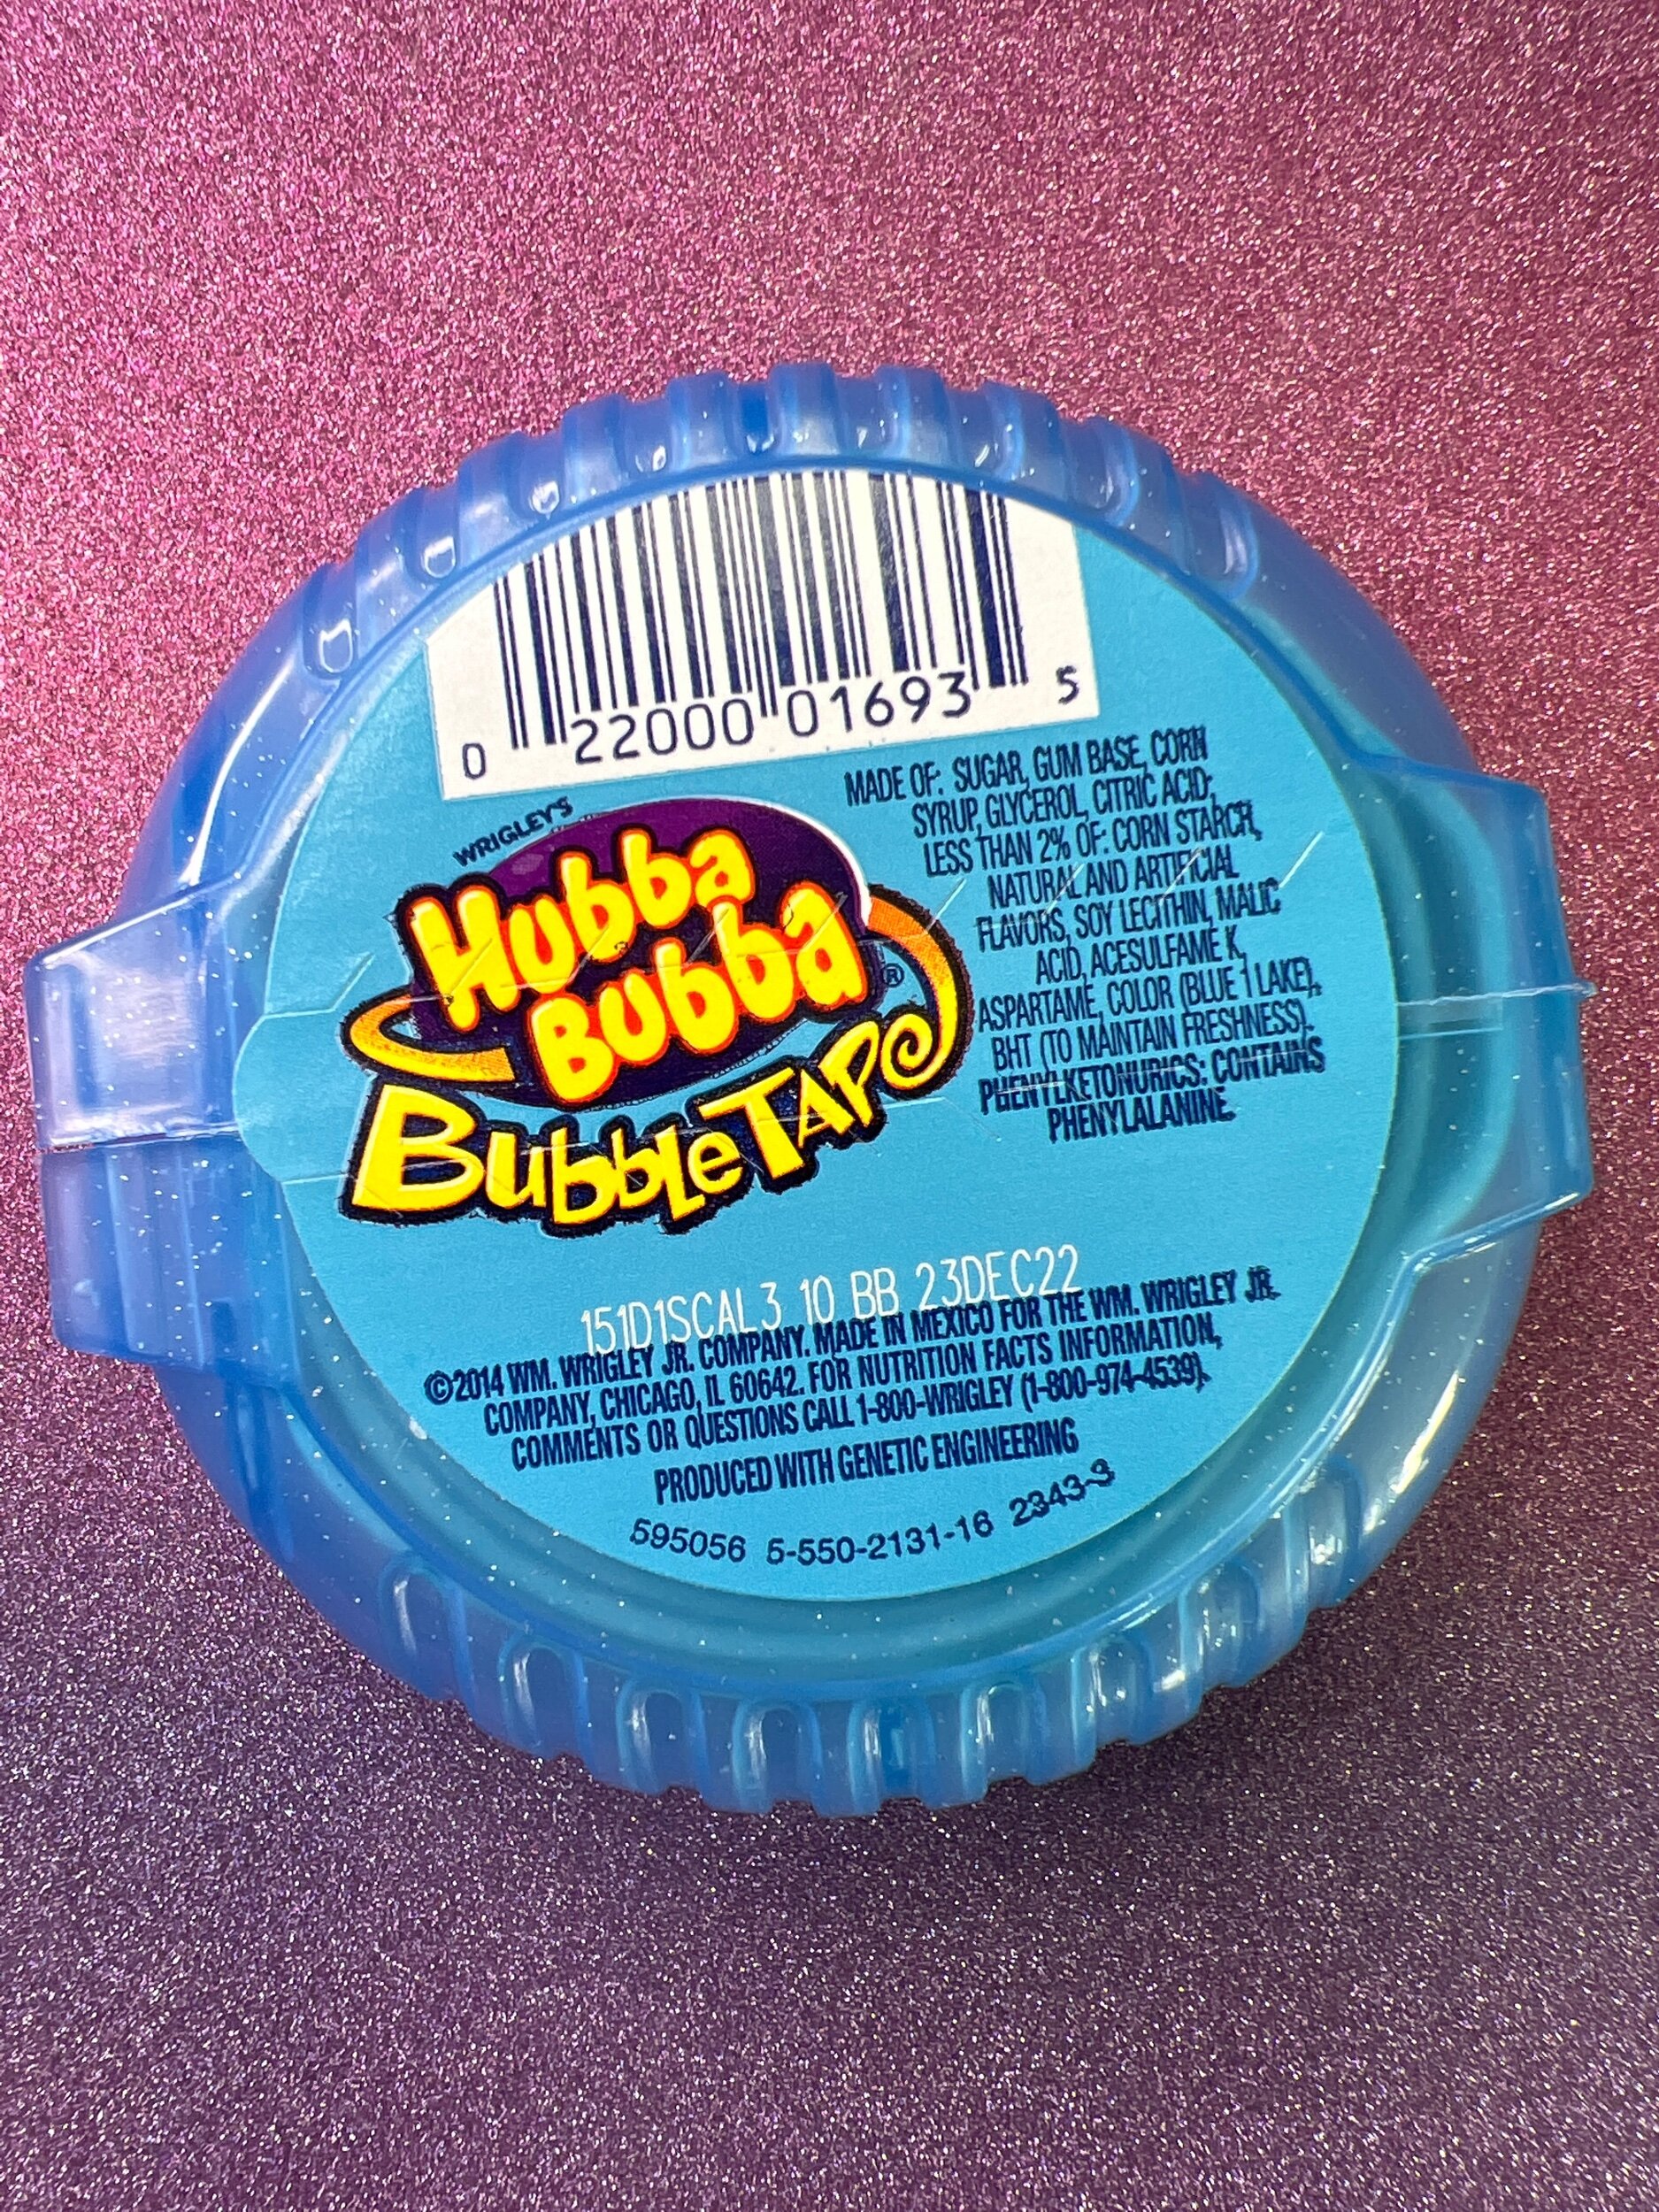 0 22000 01693 5
WRIGLEY'S
Hubba
Bubba®
Bubble Tape
MADE OF: SUGAR, GUM BASE, CORN
SYRUP, GLYCEROL, CITRIC ACID;
LESS THAN 2% OF: CORN STARCH,
NATURAL AND ARTIFICIAL
FLAVORS, SOY LECITHIN, MALIC
ACID, ACESULFAME K,
ASPARTAME, COLOR (BLUE 1 LAKE),
BHT (TO MAINTAIN FRESHNESS).
PHENYLKETONURICS: CONTAINS
PHENYLALANINE.
151D1SCAL3 10 BB 23DEC22
©2014 WM. WRIGLEY JR. COMPANY. MADE IN MEXICO FOR THE WM. WRIGLEY JR.
COMPANY, CHICAGO, IL 60642. FOR NUTRITION FACTS INFORMATION,
COMMENTS OR QUESTIONS CALL 1-800-WRIGLEY (1-800-974-4539).
PRODUCED WITH GENETIC ENGINEERING
595056 5-550-2131-16 2343-3